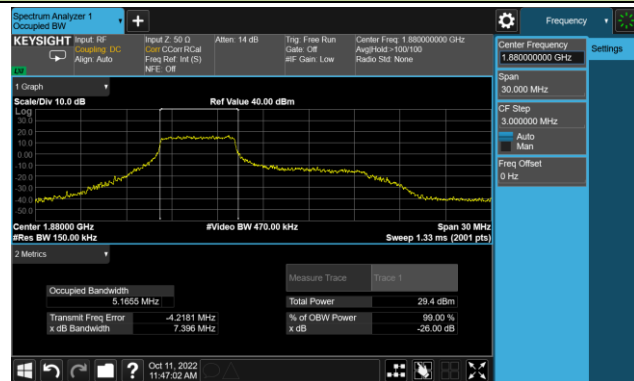 Spectrum Analyzer 1
Occupied BW
Frequency
KEYSIGHT
Input: RF
Coupling: DC
Align: Auto
Input Z: 50 Ω
Corr CCorr RCal
Freq Ref: Int (S)
NFE: Off
Atten: 14 dB
Trig: Free Run
Gate: Off
#IF Gain: Low
Center Freq: 1.880000000 GHz
Avg|Hold:>100/100
Radio Std: None
Center Frequency
1.880000000 GHz
Settings
Span
30.000 MHz
CF Step
3.000000 MHz
Auto
Man
Freq Offset
0 Hz
1 Graph
Scale/Div 10.0 dB
Ref Value 40.00 dBm
Log
30.0
20.0
10.0
0.00
-10.0
-20.0
-30.0
-40.0
-50.0
Center 1.88000 GHz
#Video BW 470.00 kHz
Span 30 MHz
#Res BW 150.00 kHz
Sweep 1.33 ms (2001 pts)
2 Metrics
Measure Trace
Trace 1
Occupied Bandwidth
5.1655 MHz
Total Power
29.4 dBm
Transmit Freq Error
-4.2181 MHz
% of OBW Power
99.00 %
x dB Bandwidth
7.396 MHz
x dB
-26.00 dB
?
Oct 11, 2022
11:47:02 AM